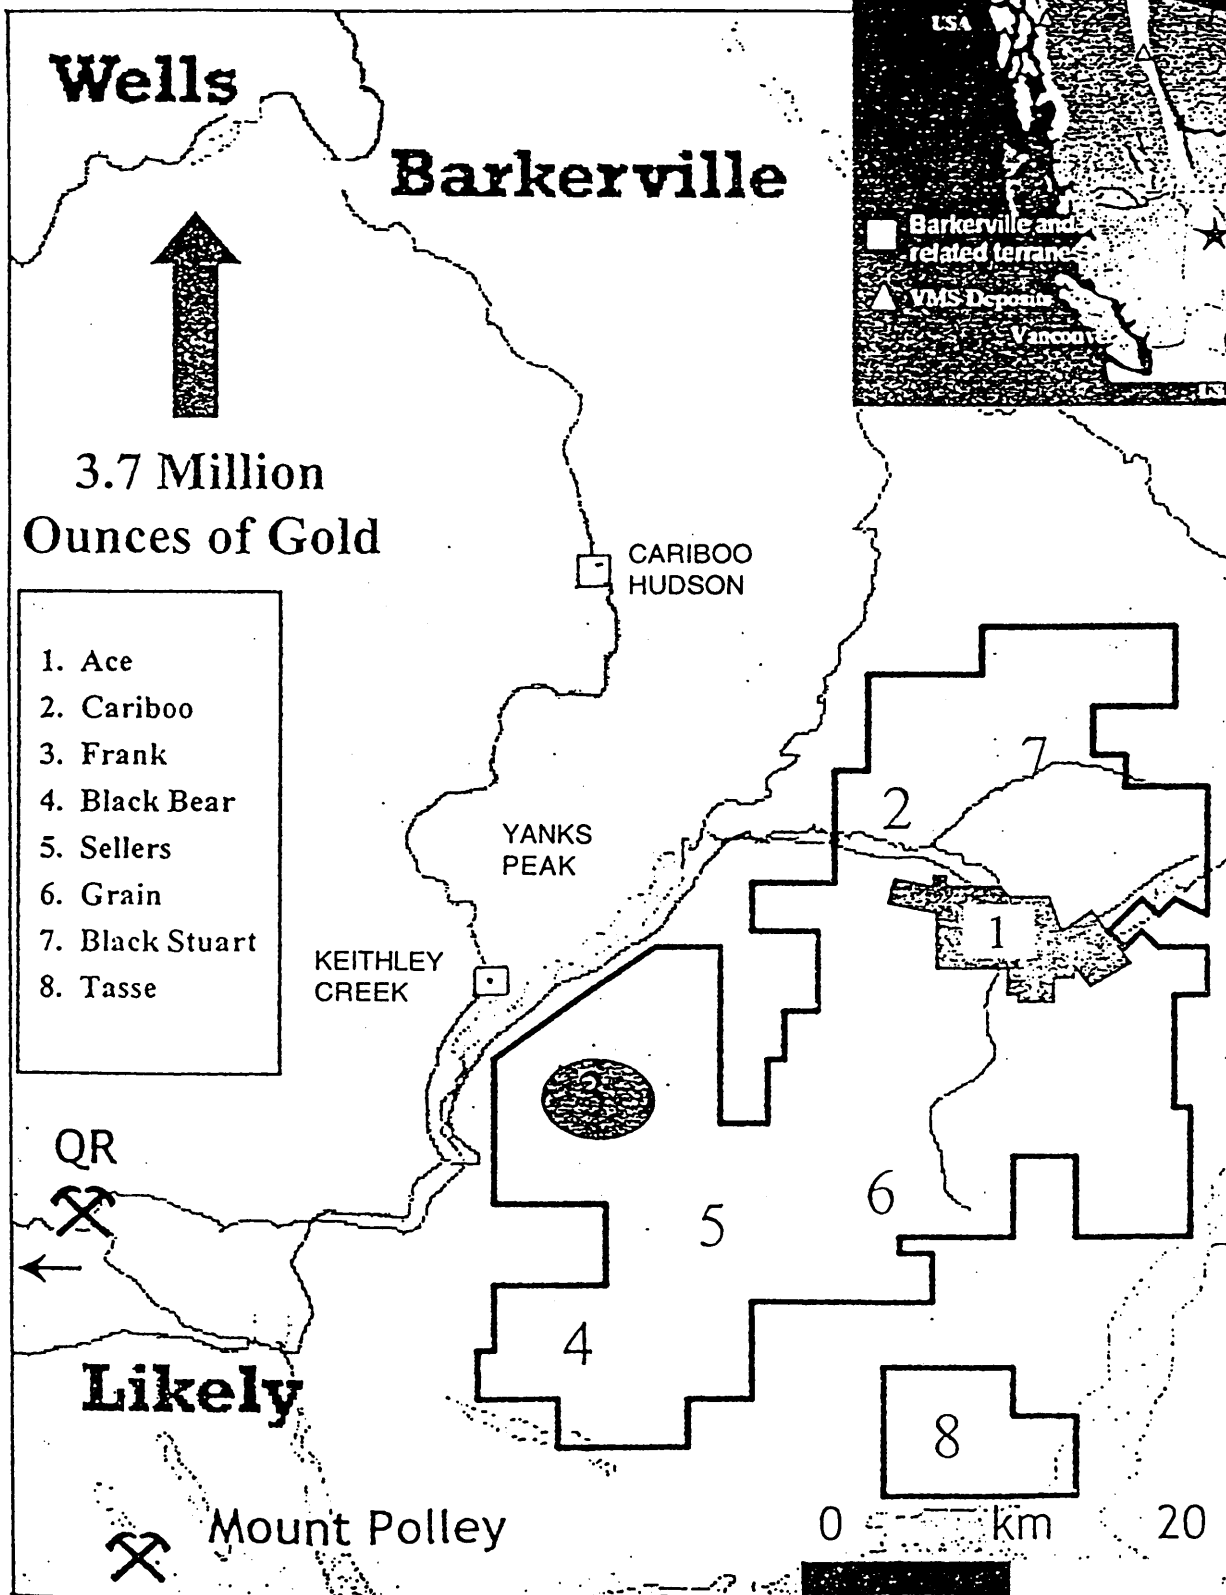 Wells
Barkerville
USA
Barkerville and
related terranes
VMS Deposits
3.7 Million
Ounces of Gold
CARIBOO
HUDSON
1. Ace
2. Cariboo
3. Frank
4. Black Bear
5. Sellers
6. Grain
7. Black Stuart
8. Tasse
7
2
YANKS
PEAK
1
KEITHLEY
CREEK
3
QR
6
5
4
Likely
8
Mount Polley
0 km 20